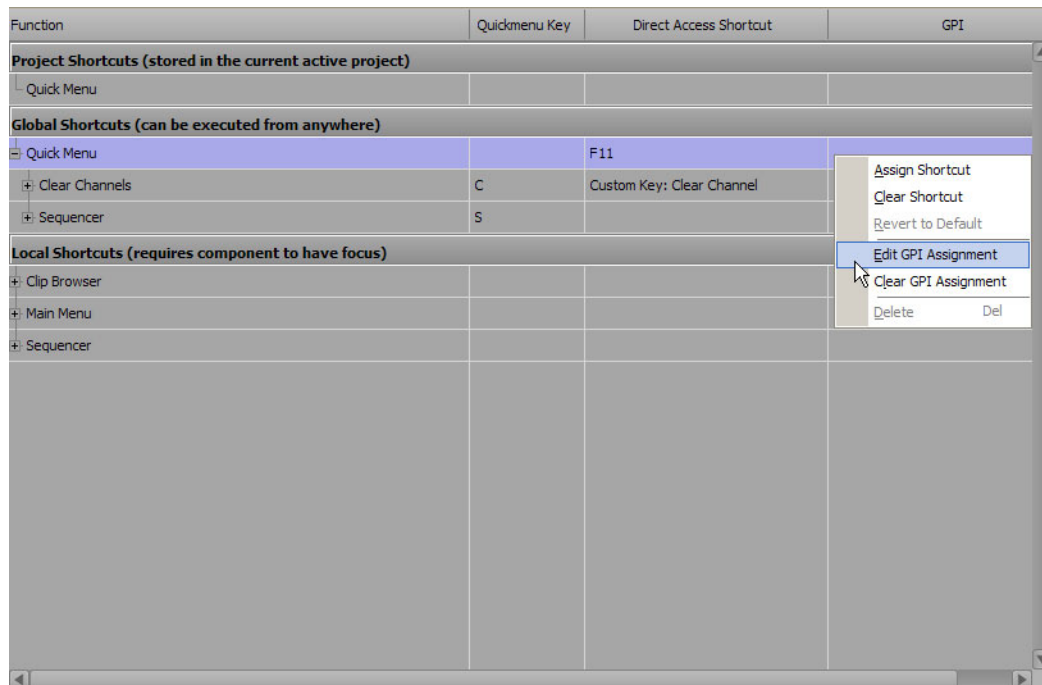 Function Quickmenu Key Direct Access Shortcut GPI
Project Shortcuts (stored in the current active project)
Quick Menu
Global Shortcuts (can be executed from anywhere)
Quick Menu F11
Clear Channels C Custom Key: Clear Channel
Sequencer S
Local Shortcuts (requires component to have focus)
Clip Browser
Main Menu
Sequencer
Assign Shortcut
Clear Shortcut
Revert to Default
Edit GPI Assignment
Clear GPI Assignment
Delete Del